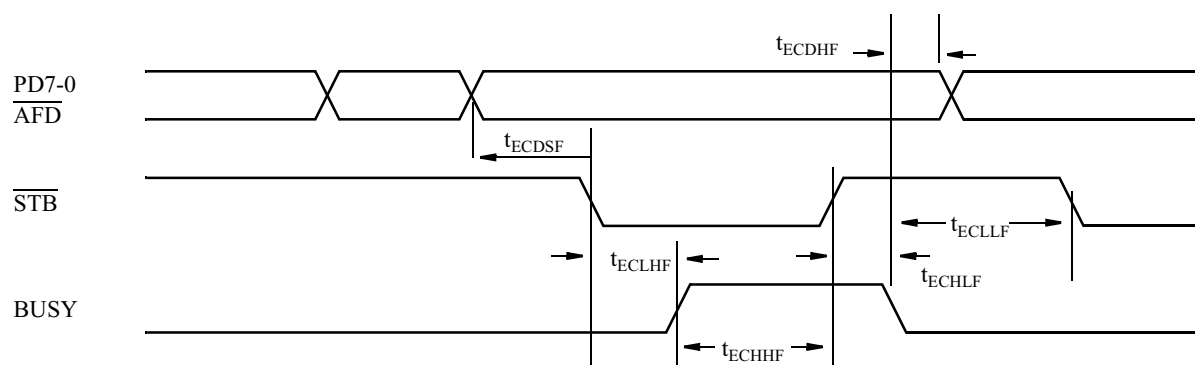 tECDHF
PD7-0
AFD
tECDSF
STB
tECLLF
tECLHF
tECHLF
BUSY
tECHHF